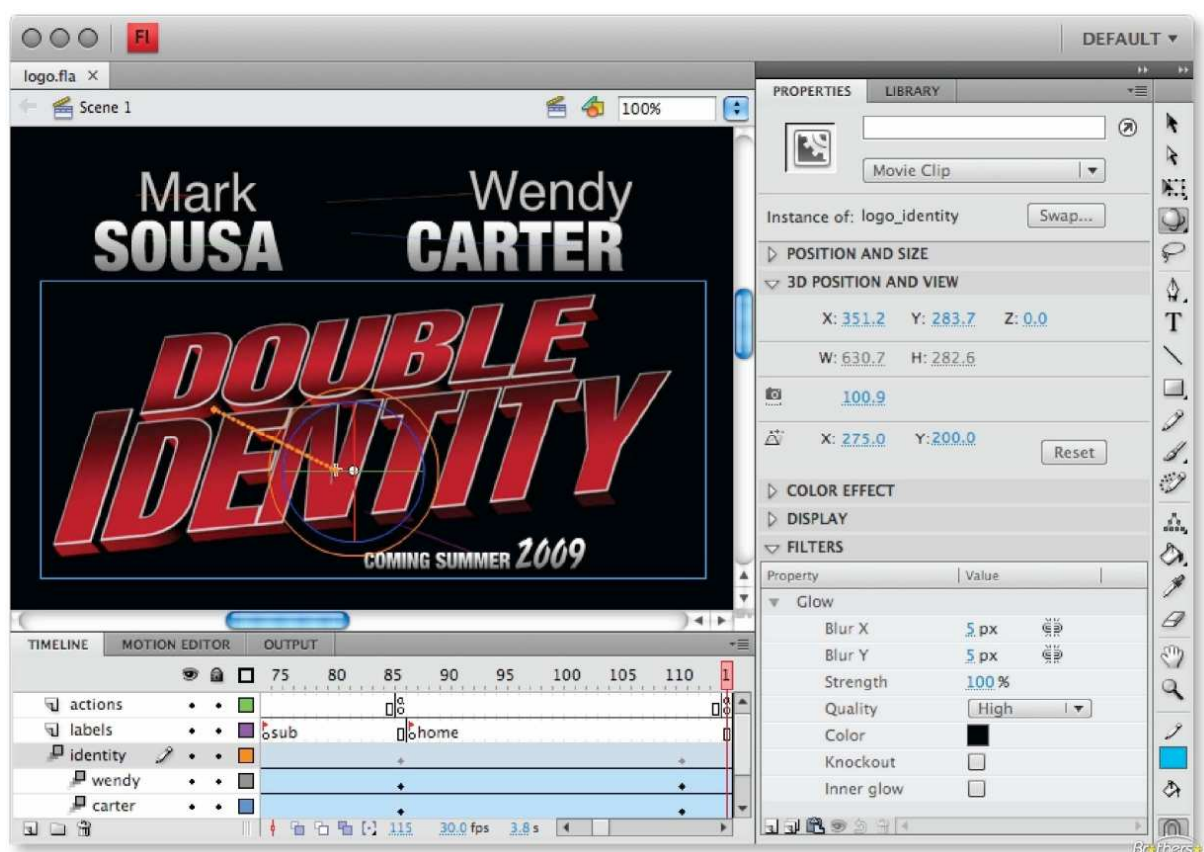 Fl
DEFAULT
logo.fla ×
Scene 1
100%
Mark
SOUSA
Wendy
CARTER
DOUBLE
IDENTITY
COMING SUMMER 2009
PROPERTIES LIBRARY
Movie Clip
Instance of: logo_identity Swap...
POSITION AND SIZE
3D POSITION AND VIEW
X: 351.2 Y: 283.7 Z: 0.0
W: 630.7 H: 282.6
100.9
X: 275.0 Y: 200.0
Reset
COLOR EFFECT
DISPLAY
FILTERS
Property Value
Glow
Blur X 5 px
Blur Y 5 px
Strength 100 %
Quality High
Color
Knockout
Inner glow
T
TIMELINE MOTION EDITOR OUTPUT
75 80 85 90 95 100 105 110 1
actions
labels sub home
identity
wendy
carter
115 30.0 fps 3.8 s
Brothers